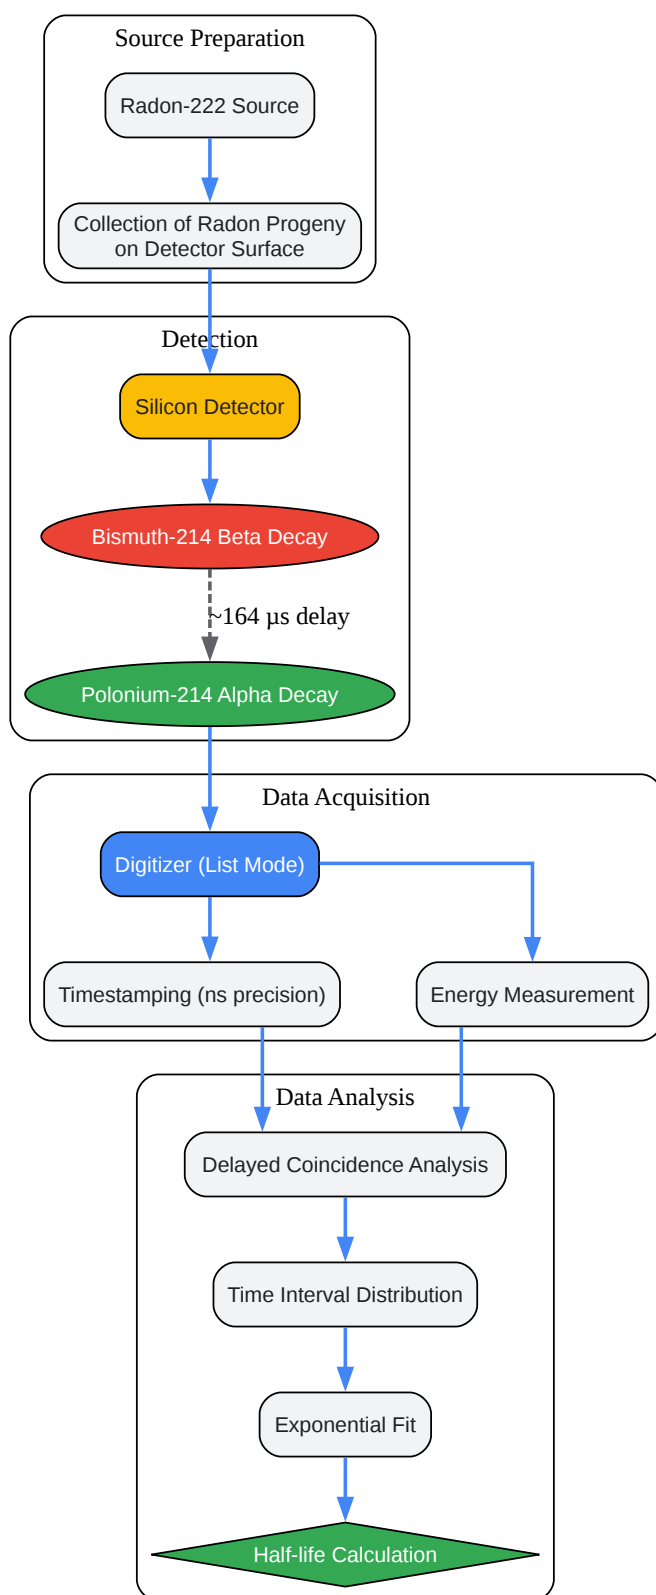 Source Preparation
Radon-222 Source
Collection of Radon Progeny
on Detector Surface
Detection
Silicon Detector
Bismuth-214 Beta Decay
~164 µs delay
Polonium-214 Alpha Decay
Data Acquisition
Digitizer (List Mode)
Timestamping (ns precision)
Energy Measurement
Data Analysis
Delayed Coincidence Analysis
Time Interval Distribution
Exponential Fit
Half-life Calculation